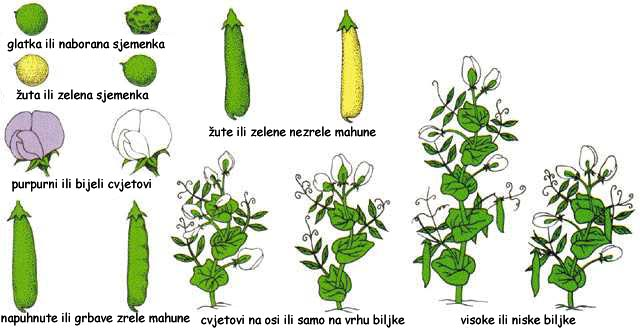 glatka ili naborana sjemenka
žuta ili zelena sjemenka
žute ili zelene nezrele mahune
purpurni ili bijeli cvjetovi
napuhnute ili grbave zrele mahune
cvjetovi na osi ili samo na vrhu biljke
visoke ili niske biljke